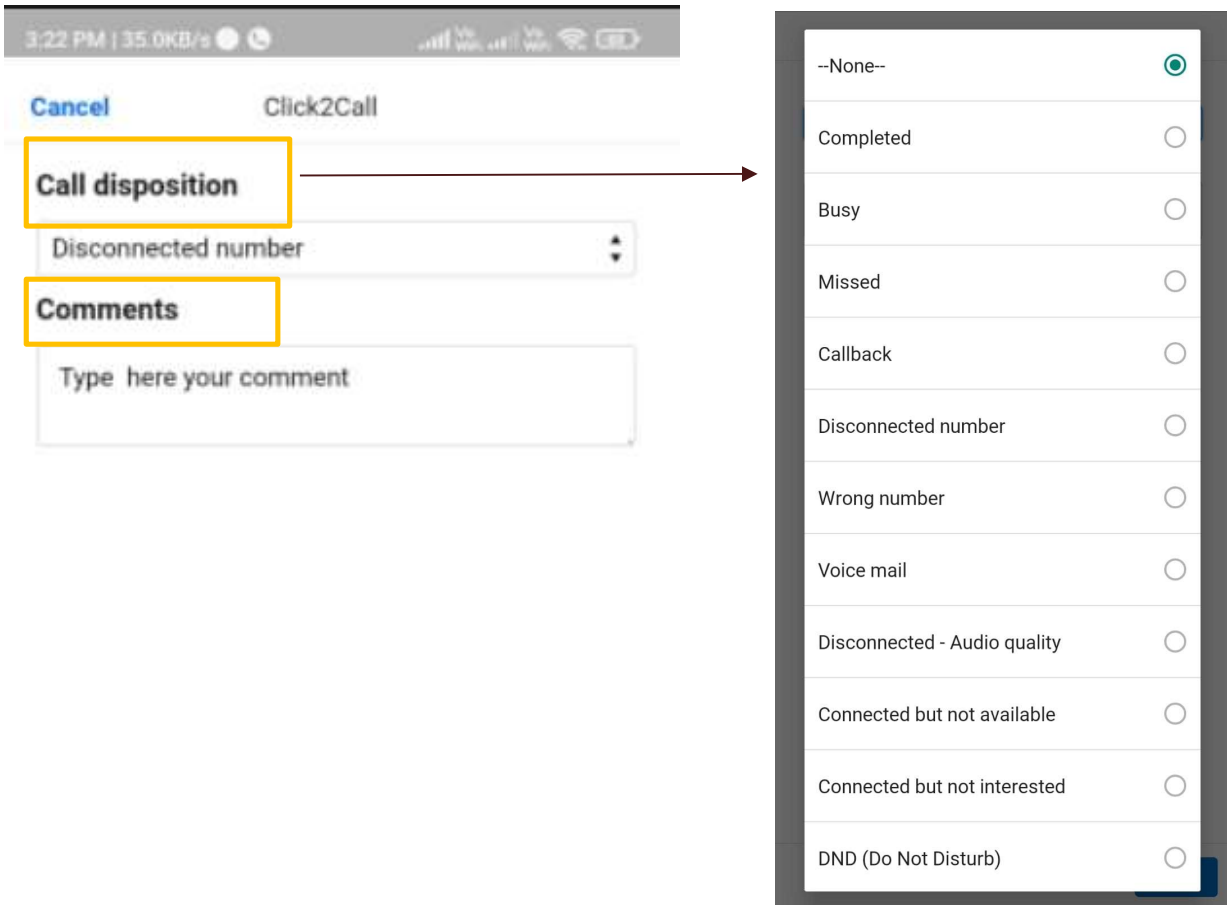 3:22 PM | 35.0KB/s
Cancel Click2Call
Call disposition
Disconnected number
Comments
Type here your comment
--None--
Completed
Busy
Missed
Callback
Disconnected number
Wrong number
Voice mail
Disconnected - Audio quality
Connected but not available
Connected but not interested
DND (Do Not Disturb)